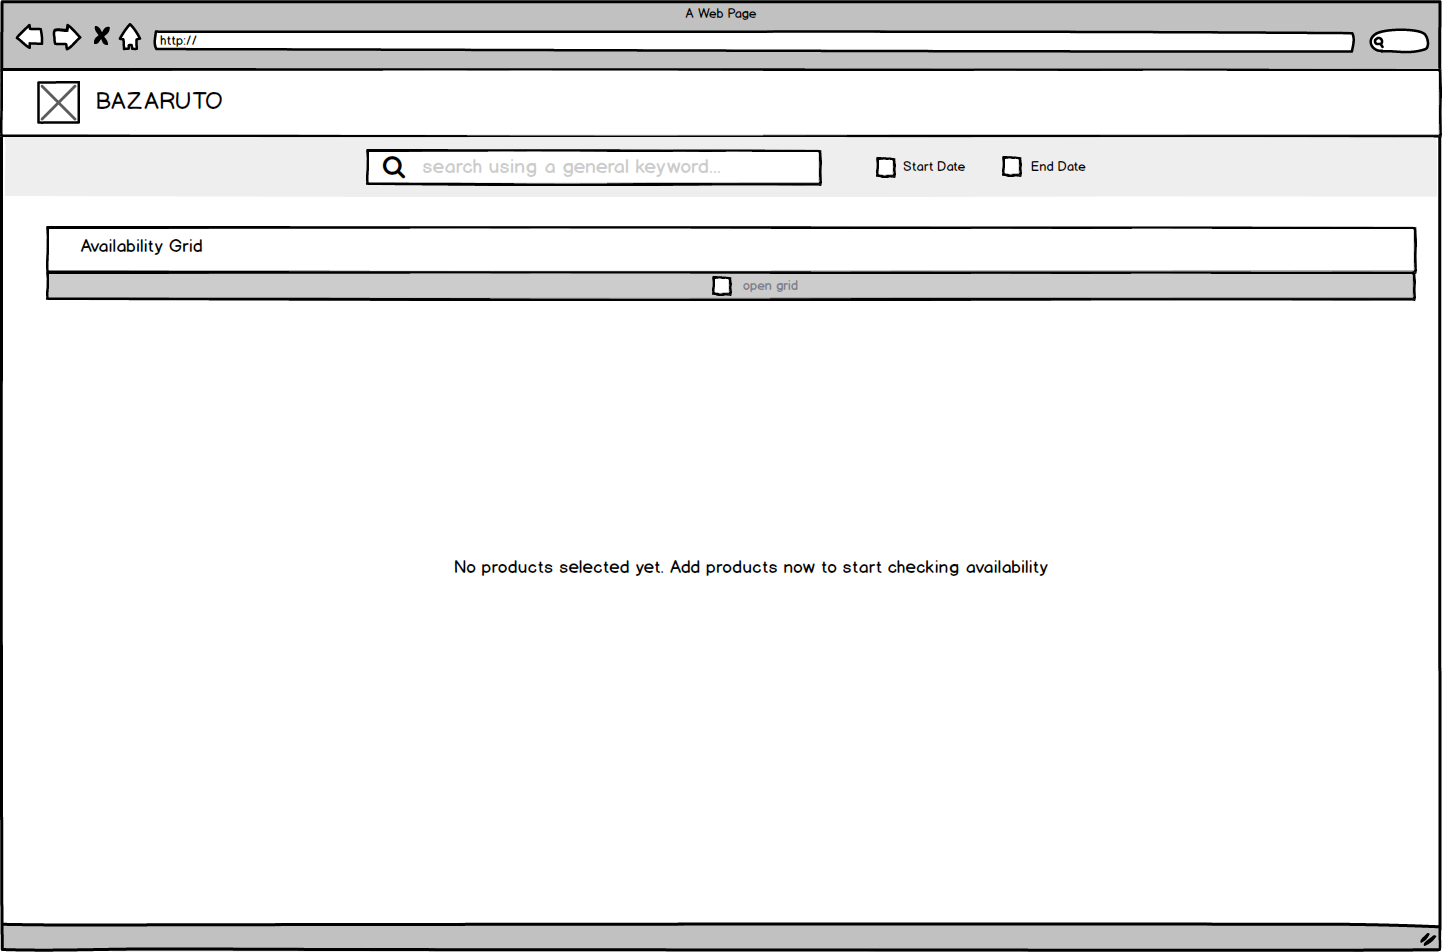 A Web Page
http://
BAZARUTO
search using a general keyword...
Start Date
End Date
Availability Grid
open grid
No products selected yet. Add products now to start checking availability